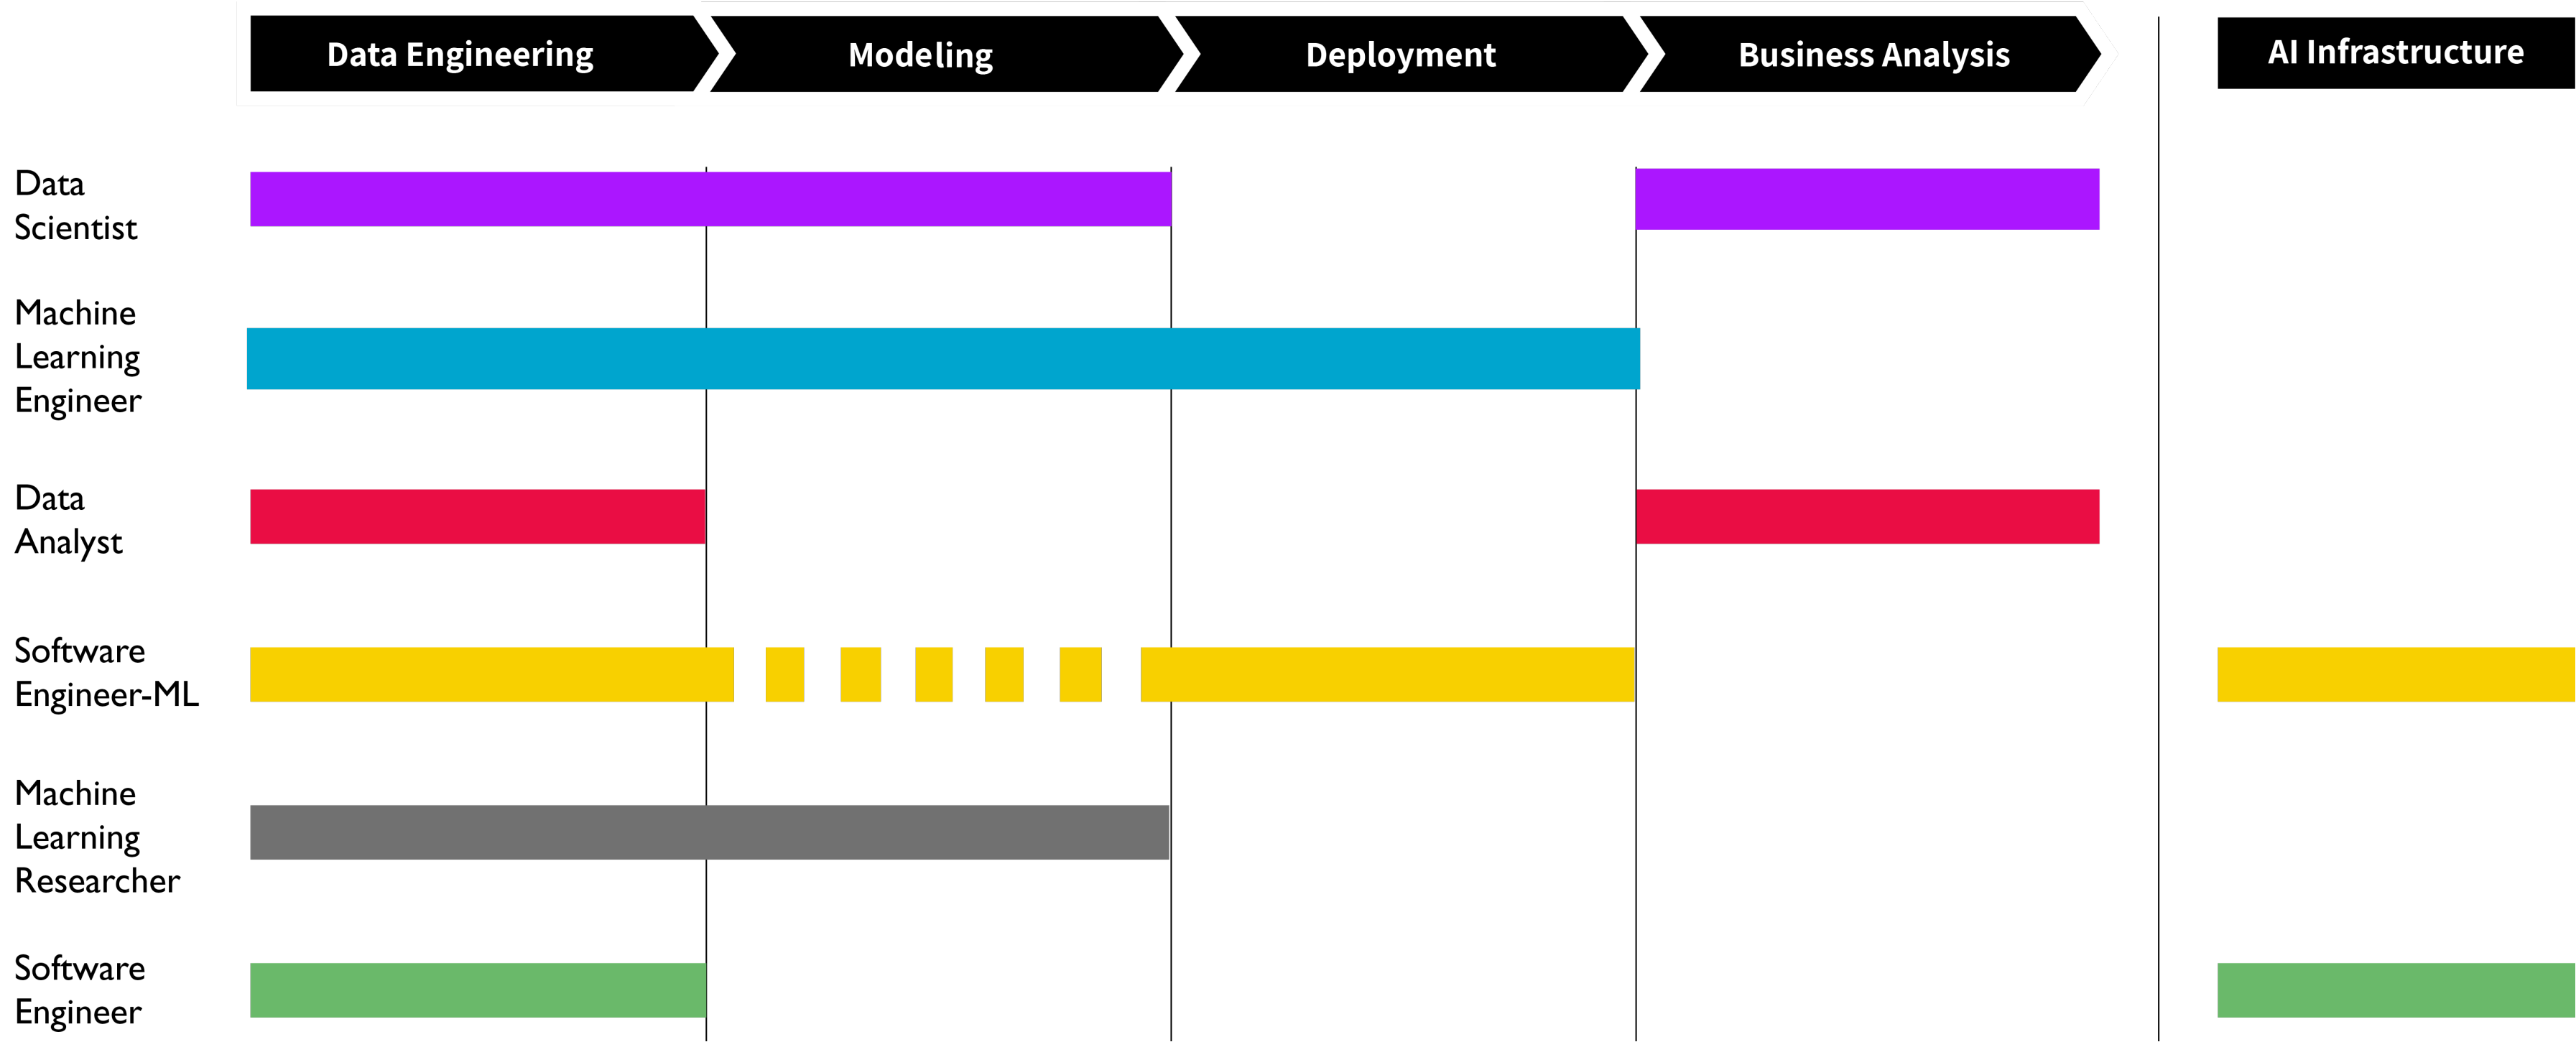 Data Engineering
Modeling
Deployment
Business Analysis
AI Infrastructure
Data
Scientist
Machine
Learning
Engineer
Data
Analyst
Software
Engineer-ML
Machine
Learning
Researcher
Software
Engineer